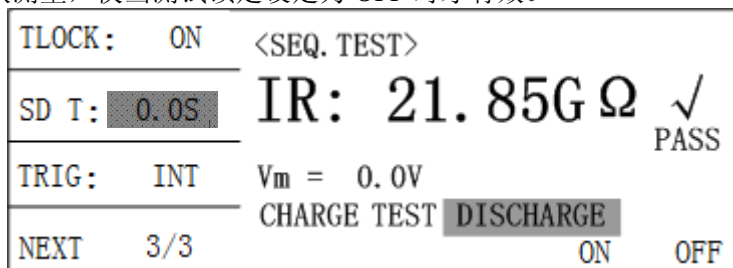 TLOCK: ON
SD T: 0.0S
TRIG: INT
NEXT 3/3
<SEQ. TEST>
IR: 21.85G Ω √
PASS
Vm = 0.0V
CHARGE TEST DISCHARGE
ON OFF